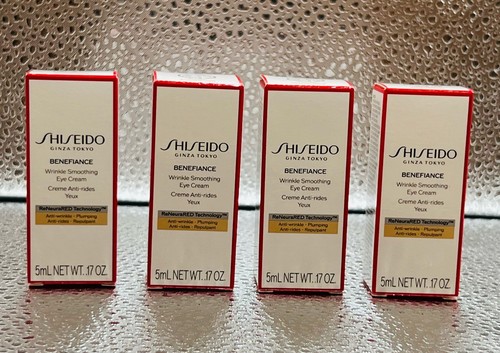 SHISEIDO
GINZA TOKYO
BENEFIANCE
Wrinkle Smoothing
Eye Cream
Creme Anti-rides
Yeux
ReNeuraRED Technology™
Anti-wrinkle · Plumping
Anti-rides · Repulpant
5mL NET WT. .17 OZ.
SHISEIDO
GINZA TOKYO
BENEFIANCE
Wrinkle Smoothing
Eye Cream
Creme Anti-rides
Yeux
ReNeuraRED Technology™
Anti-wrinkle · Plumping
Anti-rides · Repulpant
5mL NET WT. .17 OZ.
SHISEIDO
GINZA TOKYO
BENEFIANCE
Wrinkle Smoothing
Eye Cream
Creme Anti-rides
Yeux
ReNeuraRED Technology™
Anti-wrinkle · Plumping
Anti-rides · Repulpant
5mL NET WT. .17 OZ.
SHISEIDO
GINZA TOKYO
BENEFIANCE
Wrinkle Smoothing
Eye Cream
Creme Anti-rides
Yeux
ReNeuraRED Technology™
Anti-wrinkle · Plumping
Anti-rides · Repulpant
5mL NET WT. .17 OZ.